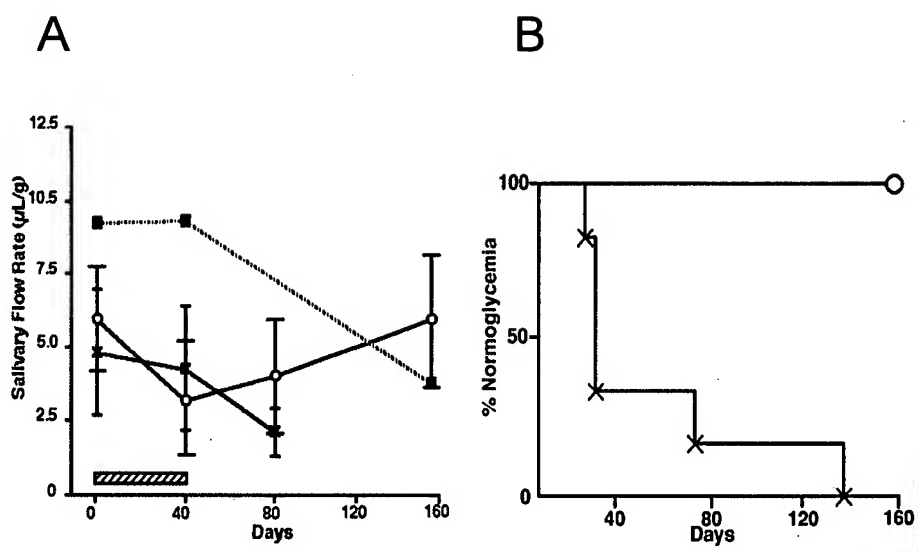 A
B
12.5
10.5
7.5
5.0
2.5
0
Salivary Flow Rate (µL/g)
0 40 80 120 160
Days
100
50
0
% Normoglycemia
40 80 120 160
Days